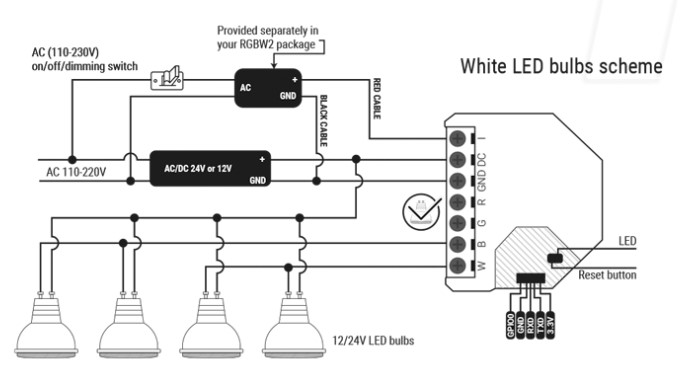 Provided separately in
your RGBW2 package
AC (110-230V)
on/off/dimming switch
White LED bulbs scheme
AC
+
GND
RED CABLE
BLACK CABLE
AC 110-220V
AC/DC 24V or 12V
+
GND
I
DC
GND
R
G
B
W
LED
Reset button
GPIO0
GND
RXD
TXD
3.3V
12/24V LED bulbs